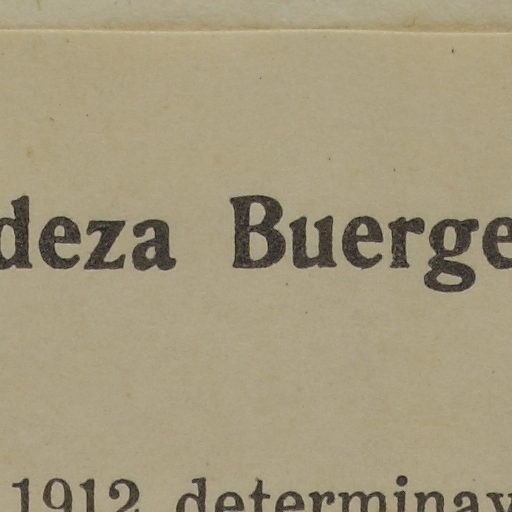 deza Buerge
1912 determinav